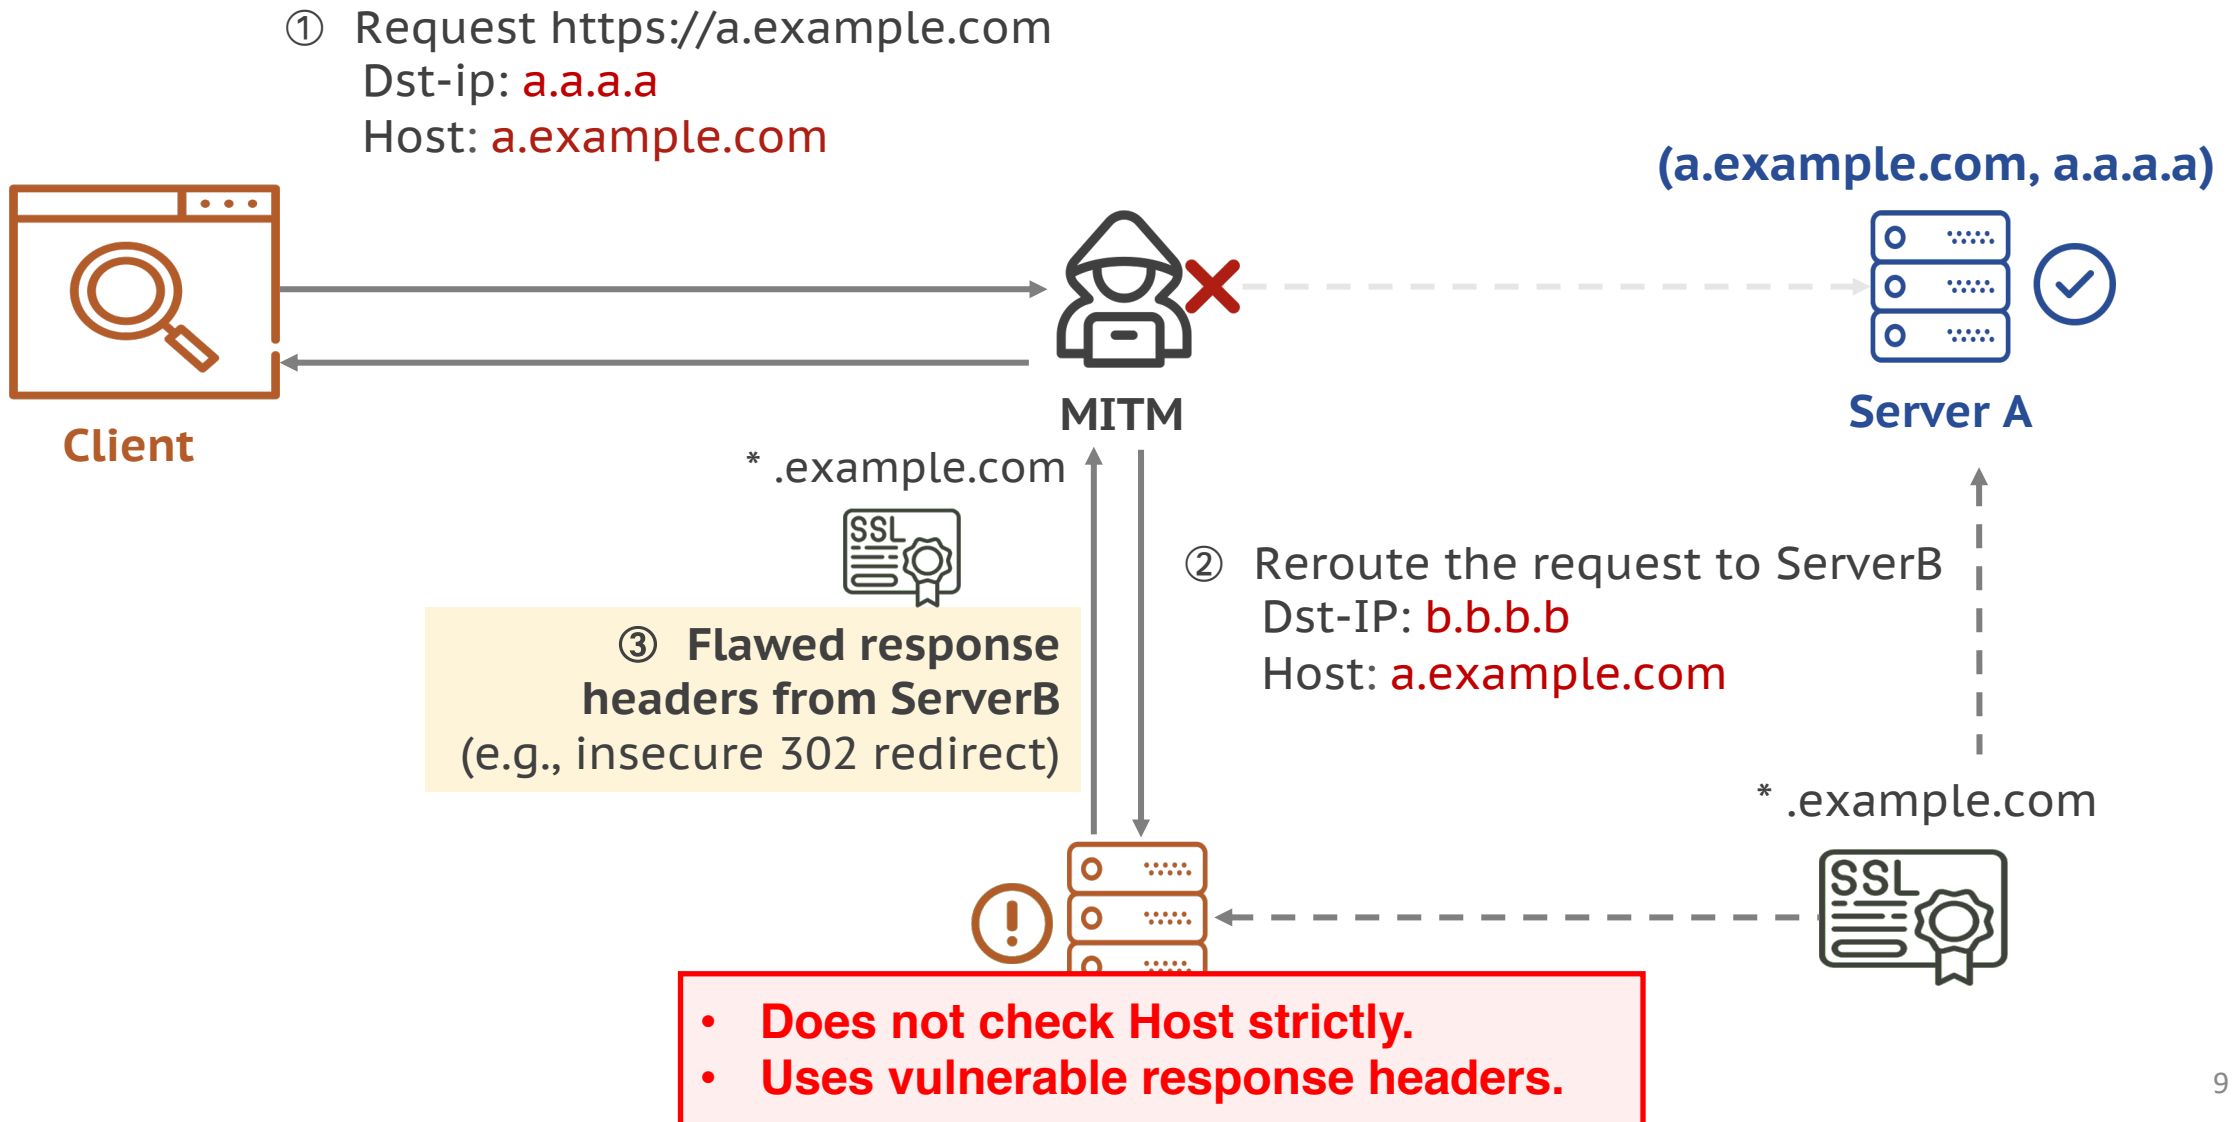 ① Request https://a.example.com
Dst-ip: a.a.a.a
Host: a.example.com
(a.example.com, a.a.a.a)
Client
MITM
Server A
* .example.com
SSL
② Reroute the request to ServerB
Dst-IP: b.b.b.b
Host: a.example.com
③ Flawed response
headers from ServerB
(e.g., insecure 302 redirect)
* .example.com
SSL
• Does not check Host strictly.
• Uses vulnerable response headers.
9